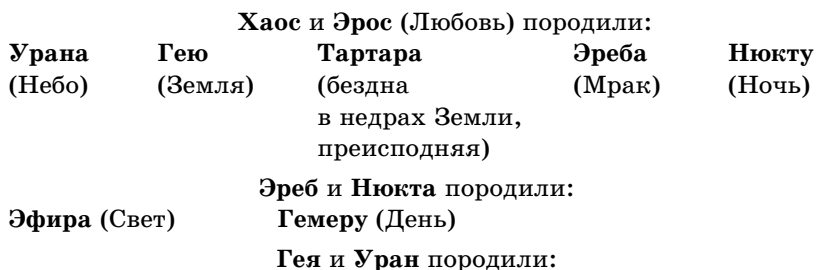 Хаос и Эрос (Любовь) породили:
Урана Гею Тартара Эреба Нюкту
(Небо) (Земля) (бездна (Мрак) (Ночь)
в недрах Земли,
преисподняя)
Эреб и Нюкта породили:
Эфира (Свет) Гемеру (День)
Гея и Уран породили: